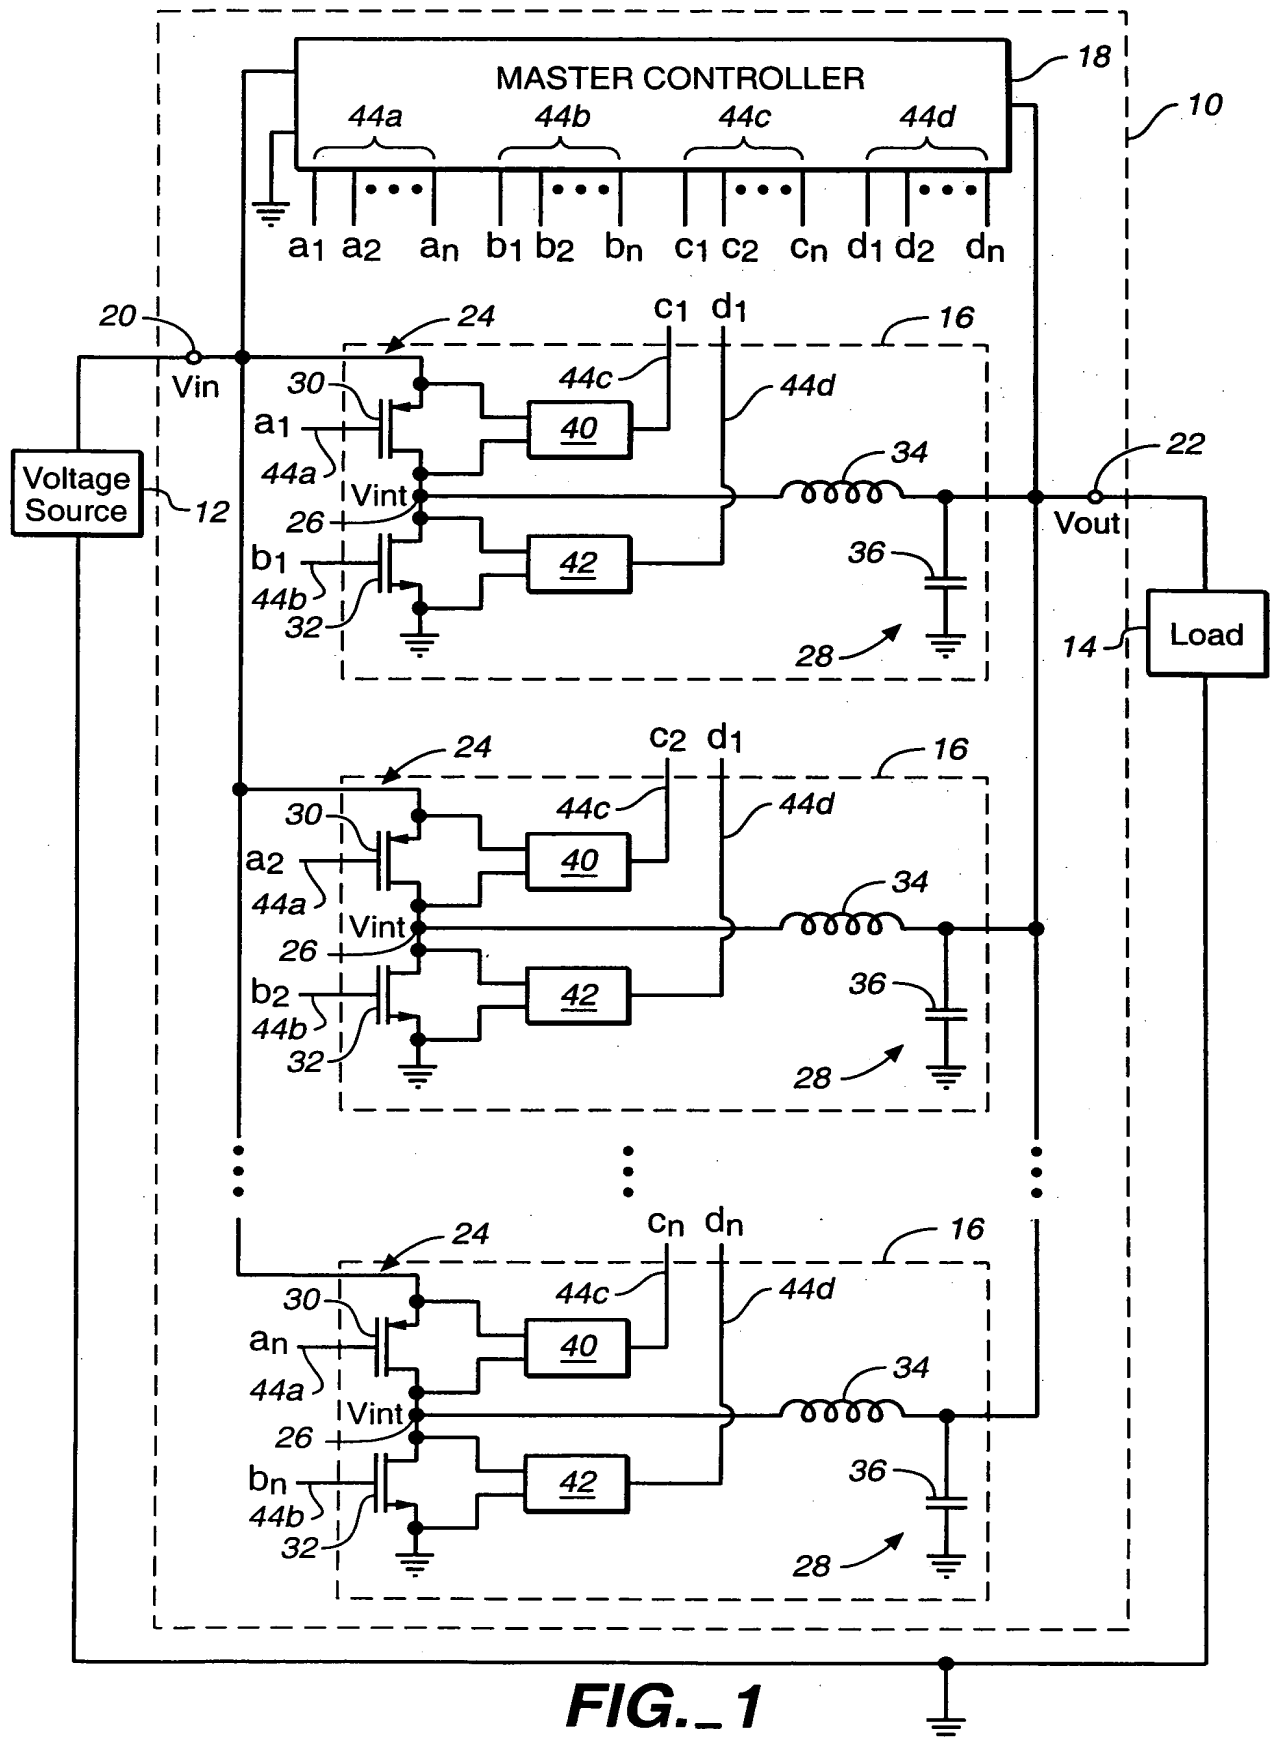 MASTER CONTROLLER
18
44a 44b 44c 44d
10
a1 a2 an b1 b2 bn c1 c2 cn d1 d2 dn
c1 d1
20 24 16
Vin 30 44c 44d
a1 40
44a 34 22
Voltage Source 12
Vint
26 Vout
b1 42 36
44b
32 28 14 Load
c2 d1
24 16
30 44c 44d
a2 40
44a 34
Vint
26
b2 42 36
44b
32 28
cn dn
24 16
30 44c 44d
an 40
44a 34
Vint
26
bn 42 36
44b
32 28
FIG._1